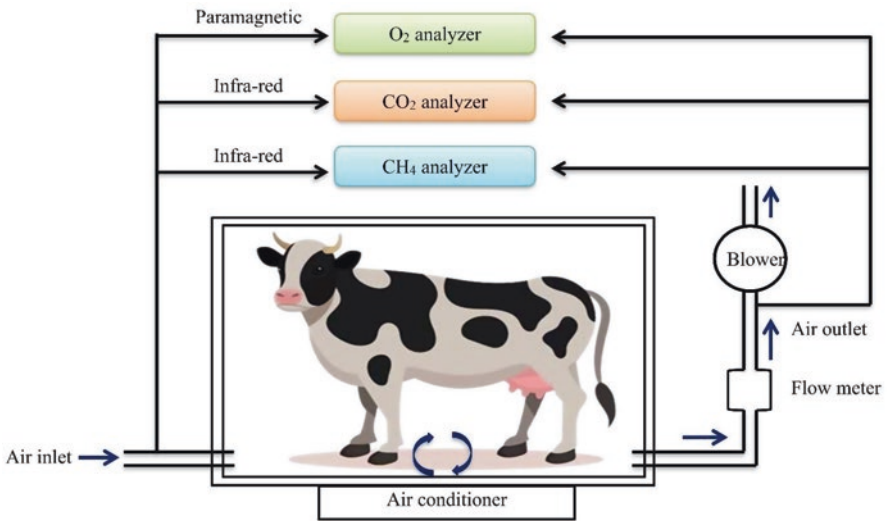 Paramagnetic
O₂ analyzer
Infra-red
CO₂ analyzer
Infra-red
CH₄ analyzer
Blower
Air outlet
Flow meter
Air inlet
Air conditioner